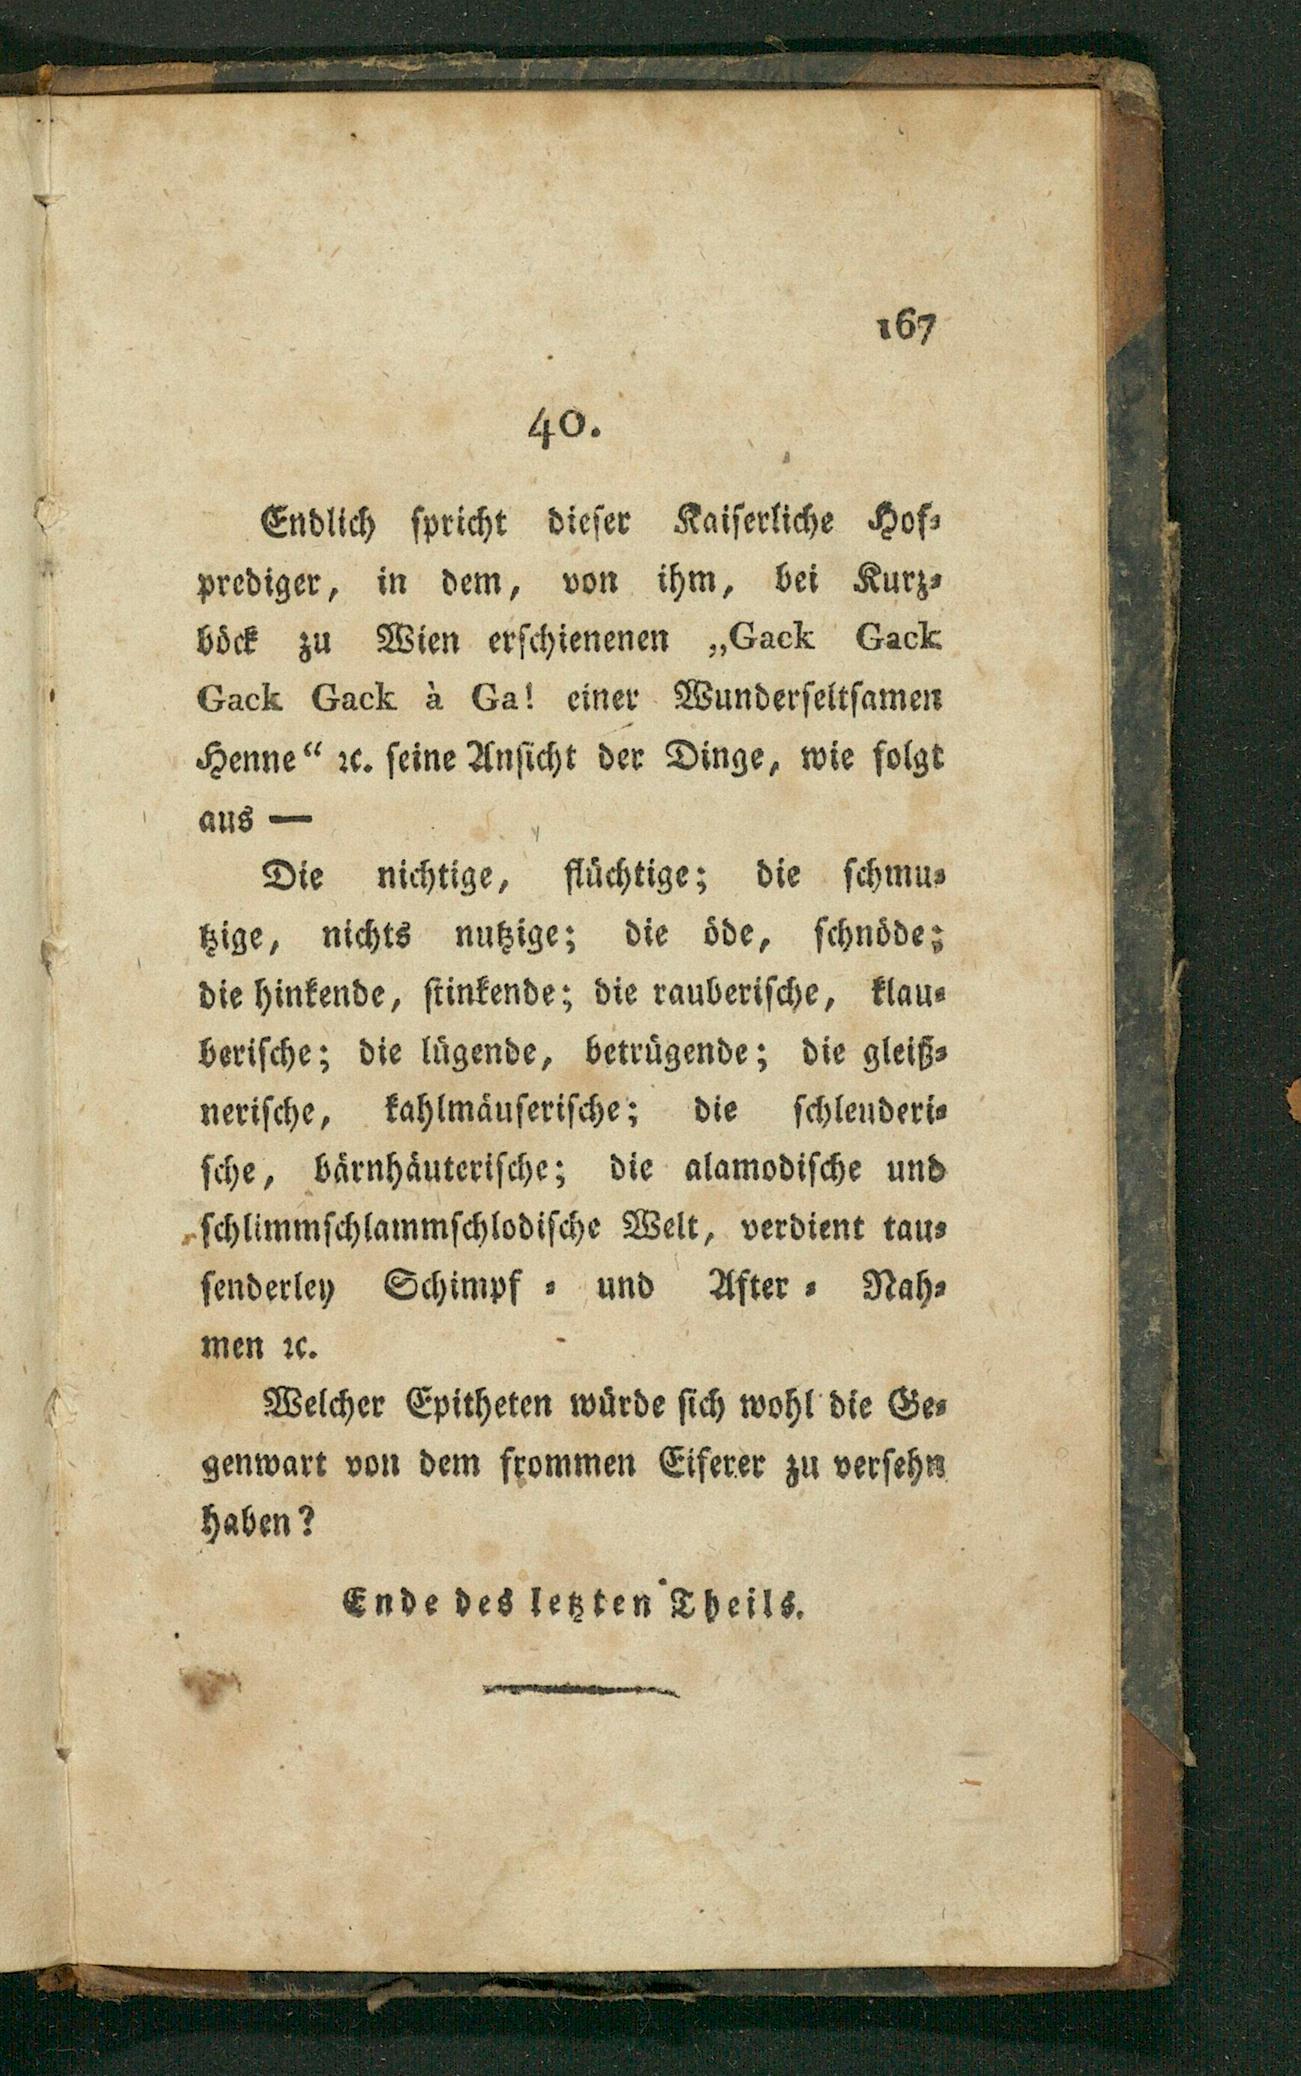 167
40.
Endlich spricht dieser Kaiserliche Hof-
prediger, in dem, von ihm, bei Kurz-
böck zu Wien erschienenen „Gack Gack
Gack Gack à Ga! einer Wunderseltsamen
Henne“ ꝛc. seine Ansicht der Dinge, wie folgt
aus —
Die nichtige, flüchtige; die schmu-
tzige, nichts nutzige; die öde, schnöde;
die hinkende, stinkende; die rauberische, klau-
berische; die lügende, betrügende; die gleiß-
nerische, kahlmäuserische; die schlenderi-
sche, bärnhäuterische; die alamodische und
schlimmschlammschlodische Welt, verdient tau-
senderley Schimpf - und After - Nah-
men ꝛc.
Welcher Epitheten würde sich wohl die Ge-
genwart von dem frommen Eiferer zu versehn
haben?
Ende des letzten Theils.